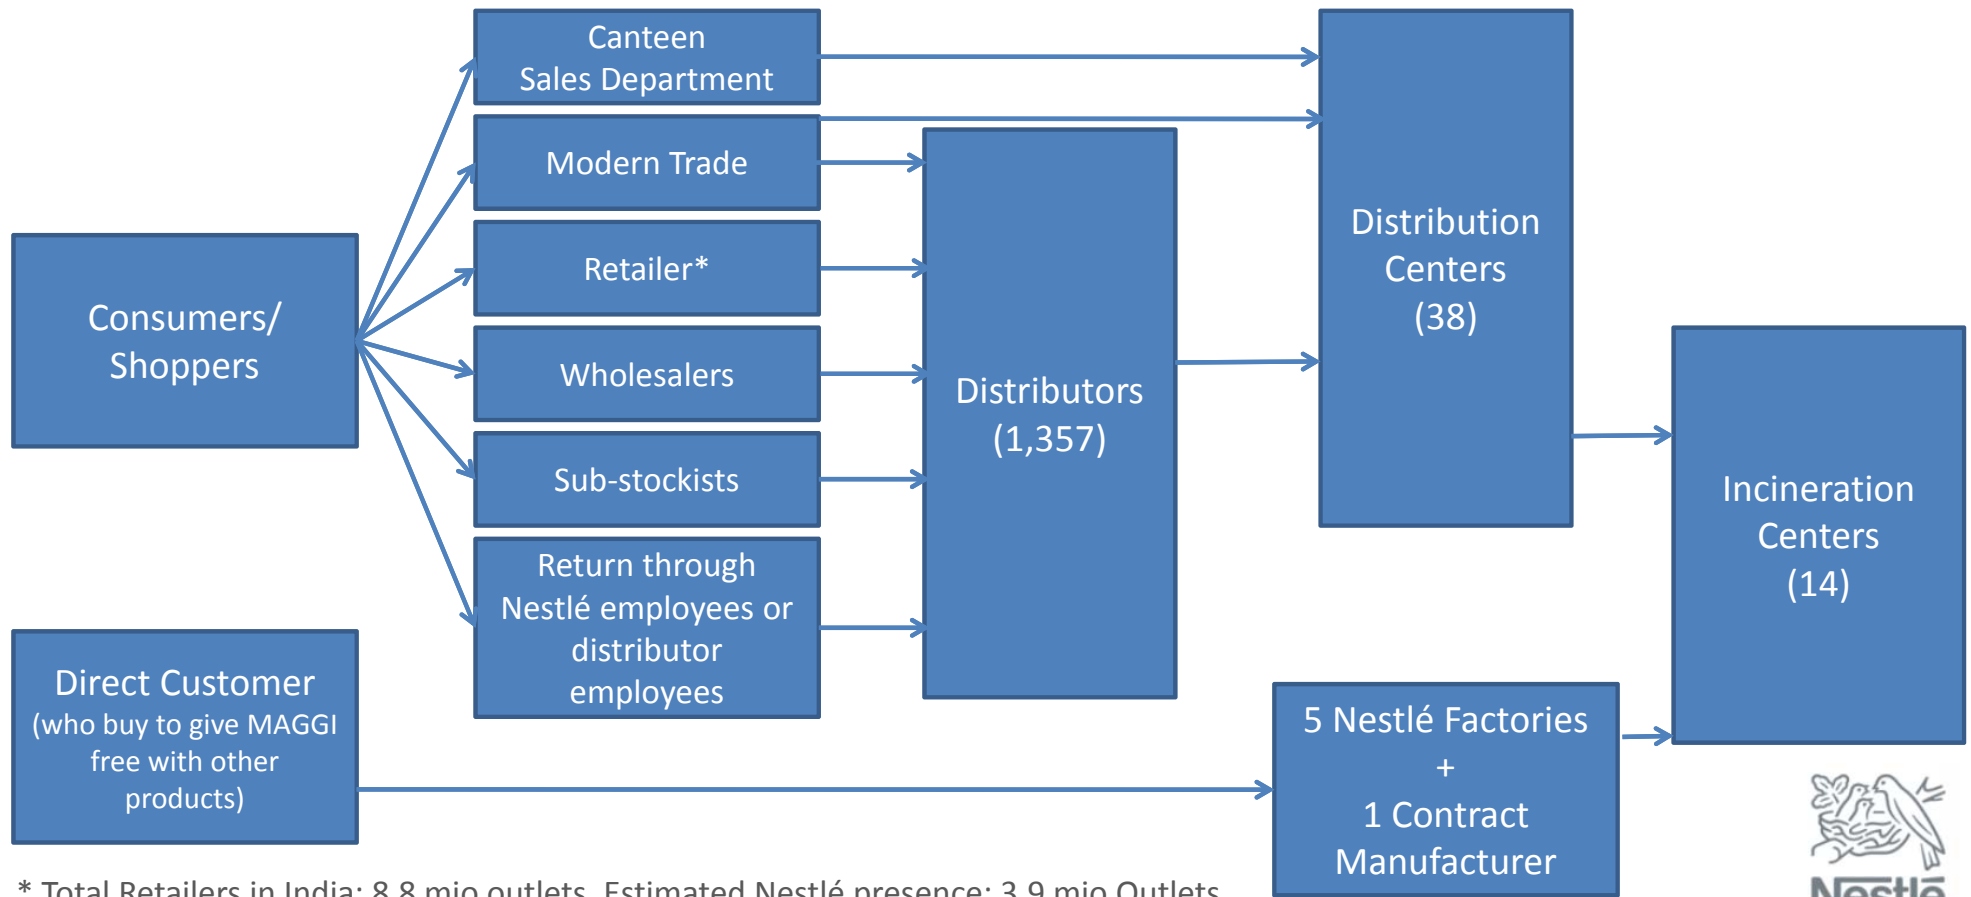 Canteen
Sales Department
Modern Trade
Retailer*
Wholesalers
Sub-stockists
Return through
Nestlé employees or
distributor
employees
Consumers/
Shoppers
Direct Customer
(who buy to give MAGGI
free with other
products)
Distributors
(1,357)
Distribution
Centers
(38)
Incineration
Centers
(14)
5 Nestlé Factories
+
1 Contract
Manufacturer
* Total Retailers in India: 8.8 mio outlets. Estimated Nestlé presence: 3.9 mio Outlets
Nestlé